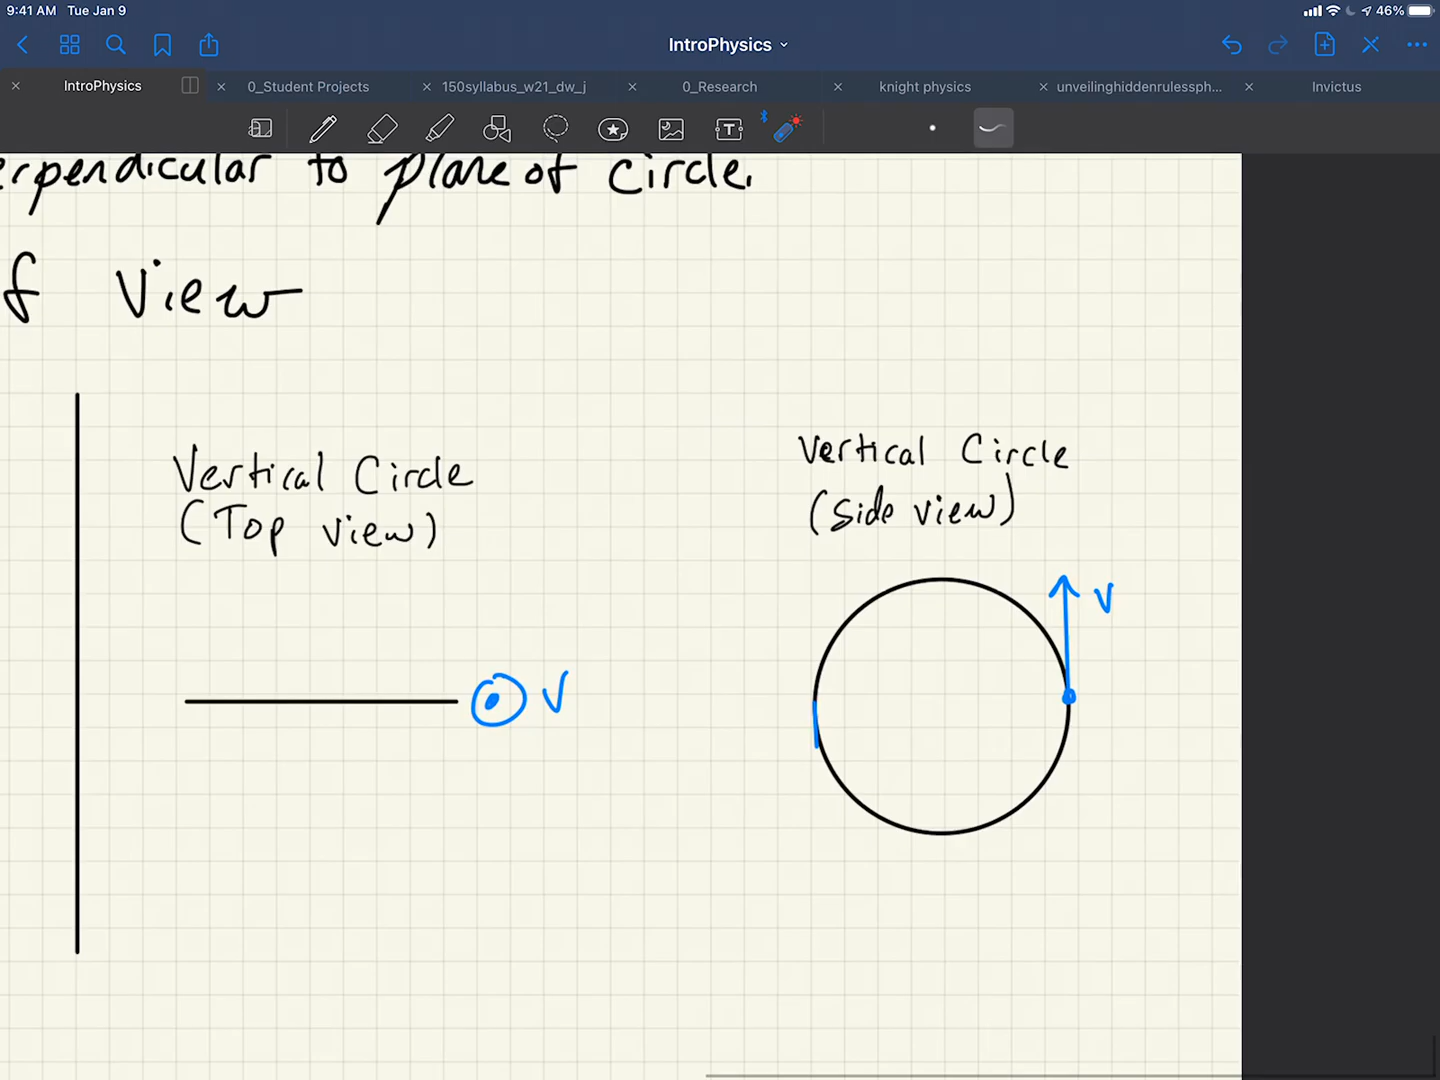 9:41 AM Tue Jan 9
46%
IntroPhysics
IntroPhysics
0_Student Projects
150syllabus_w21_dw_j
0_Research
knight physics
unveilinghiddenrulessph...
Invictus
erpendicular to plane of circle.
f View
Vertical Circle
(Top view)
Vertical Circle
(Side view)
V
V